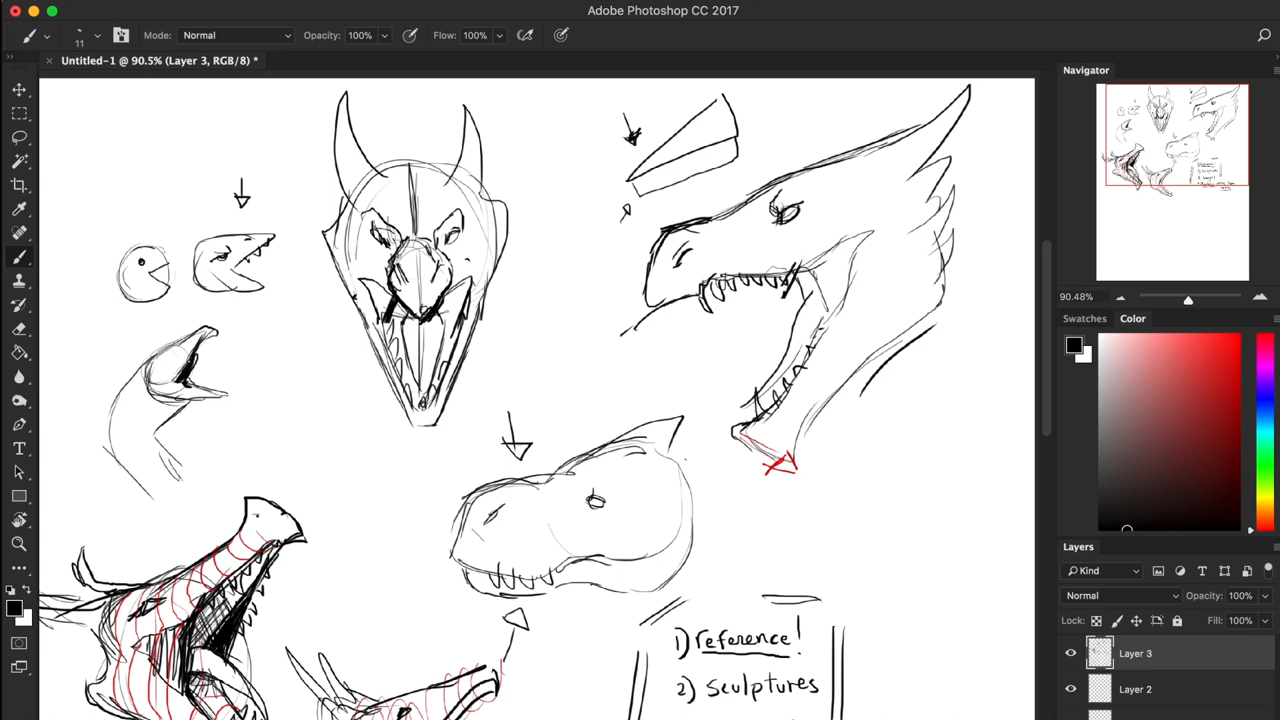 Adobe Photoshop CC 2017
11
Mode: Normal Opacity: 100% Flow: 100%
× Untitled-1 @ 90.5% (Layer 3, RGB/8) *
Navigator
90.48%
Swatches Color
Layers
Kind
Normal Opacity: 100%
Lock: Fill: 100%
Layer 3
Layer 2
1) reference!
2) sculptures